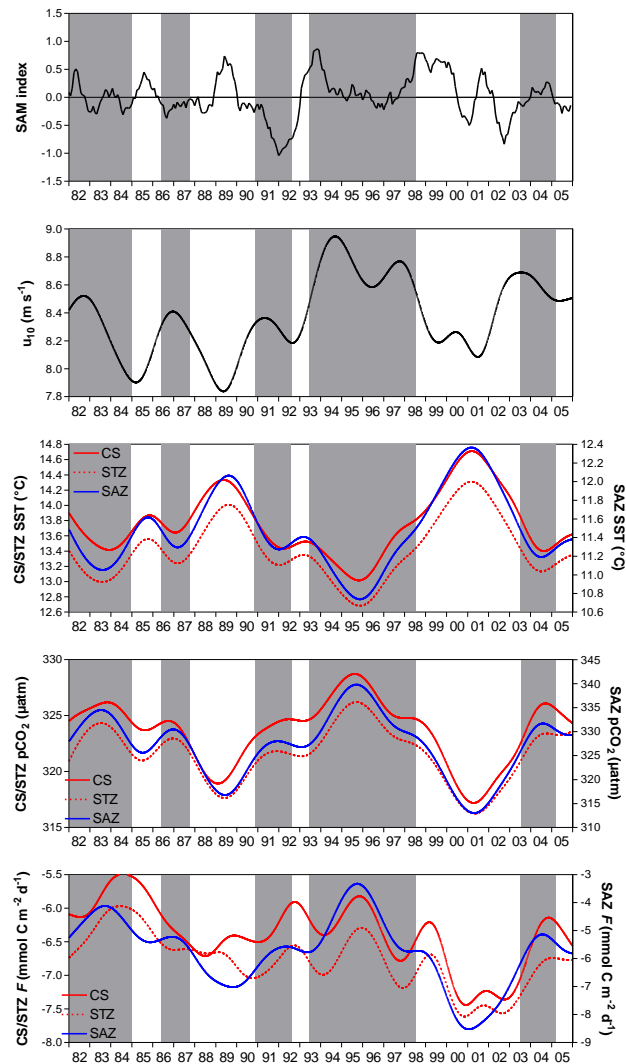 SAM index
1.5
1.0
0.5
0.0
-0.5
-1.0
-1.5
82 83 84 85 86 87 88 89 90 91 92 93 94 95 96 97 98 99 00 01 02 03 04 05
u10 (m s-1)
9.0
8.8
8.6
8.4
8.2
8.0
7.8
82 83 84 85 86 87 88 89 90 91 92 93 94 95 96 97 98 99 00 01 02 03 04 05
CS/STZ SST (°C)
14.8
14.6
14.4
14.2
14.0
13.8
13.6
13.4
13.2
13.0
12.8
12.6
CS
STZ
SAZ
12.4
12.2
12.0
11.8
11.6
11.4
11.2
11.0
10.8
10.6
SAZ SST (°C)
82 83 84 85 86 87 88 89 90 91 92 93 94 95 96 97 98 99 00 01 02 03 04 05
CS/STZ pCO2 (µatm)
330
325
320
315
CS
STZ
SAZ
345
340
335
330
325
320
315
310
SAZ pCO2 (µatm)
82 83 84 85 86 87 88 89 90 91 92 93 94 95 96 97 98 99 00 01 02 03 04 05
CS/STZ F (mmol C m-2 d-1)
-5.5
-6.0
-6.5
-7.0
-7.5
-8.0
CS
STZ
SAZ
-3
-4
-5
-6
-7
-8
-9
SAZ F (mmol C m-2 d-1)
82 83 84 85 86 87 88 89 90 91 92 93 94 95 96 97 98 99 00 01 02 03 04 05